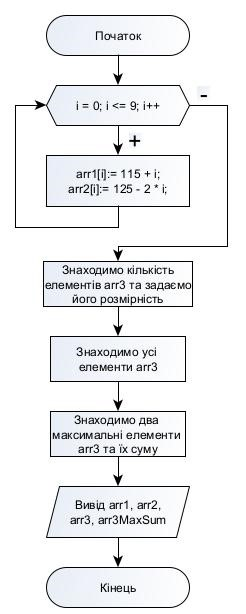 Початок
i = 0; i <= 9; i++
-
+
arr1[i]:= 115 + i;
arr2[i]:= 125 - 2 * i;
Знаходимо кількість
елементів arr3 та задаємо
його розмірність
Знаходимо усі
елементи arr3
Знаходимо два
максимальні елементи
arr3 та їх суму
Вивід arr1, arr2,
arr3, arr3MaxSum
Кінець